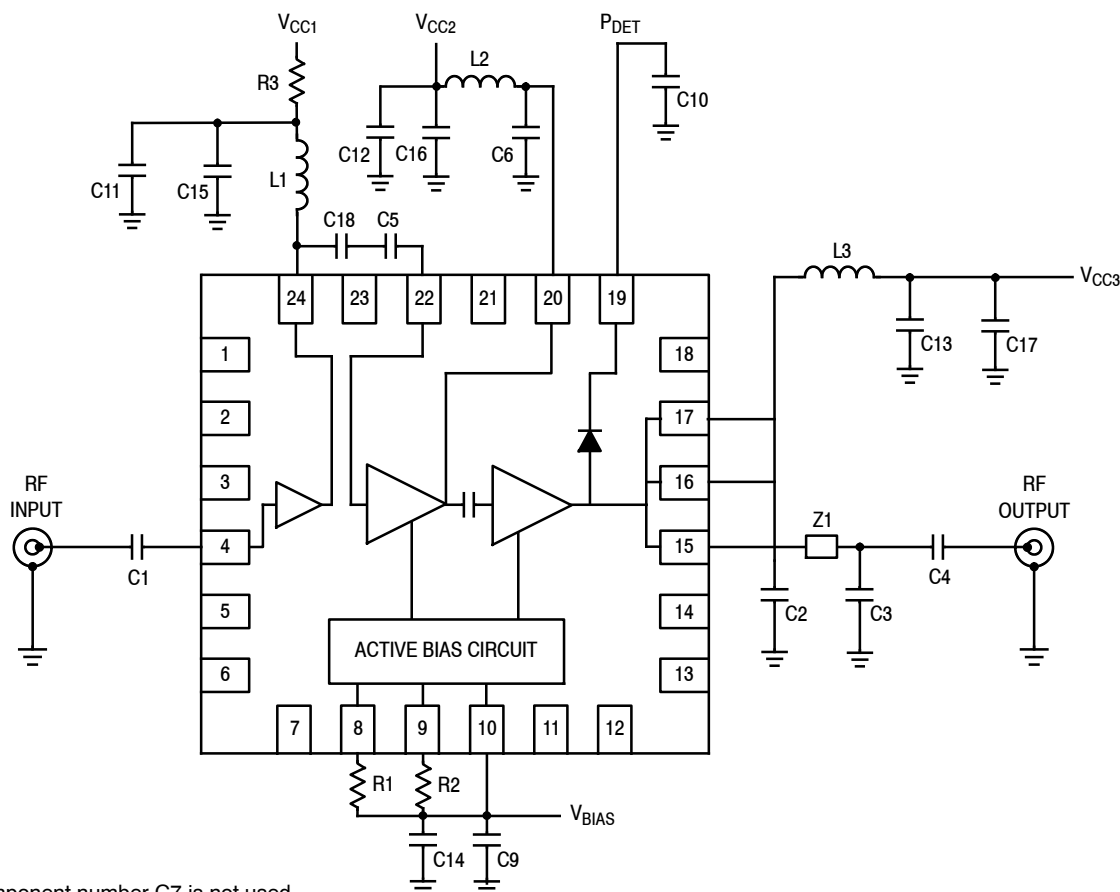 VCC1
VCC2
PDET
L2
R3
C10
C12
C16
C6
C11
C15
L1
C18
C5
L3
VCC3
24
23
22
21
20
19
C13
C17
1
18
2
17
3
16
RF
INPUT
RF
OUTPUT
Z1
4
15
C1
C4
C2
C3
5
14
ACTIVE BIAS CIRCUIT
6
13
7
8
9
10
11
12
R1
R2
VBIAS
C14
C9